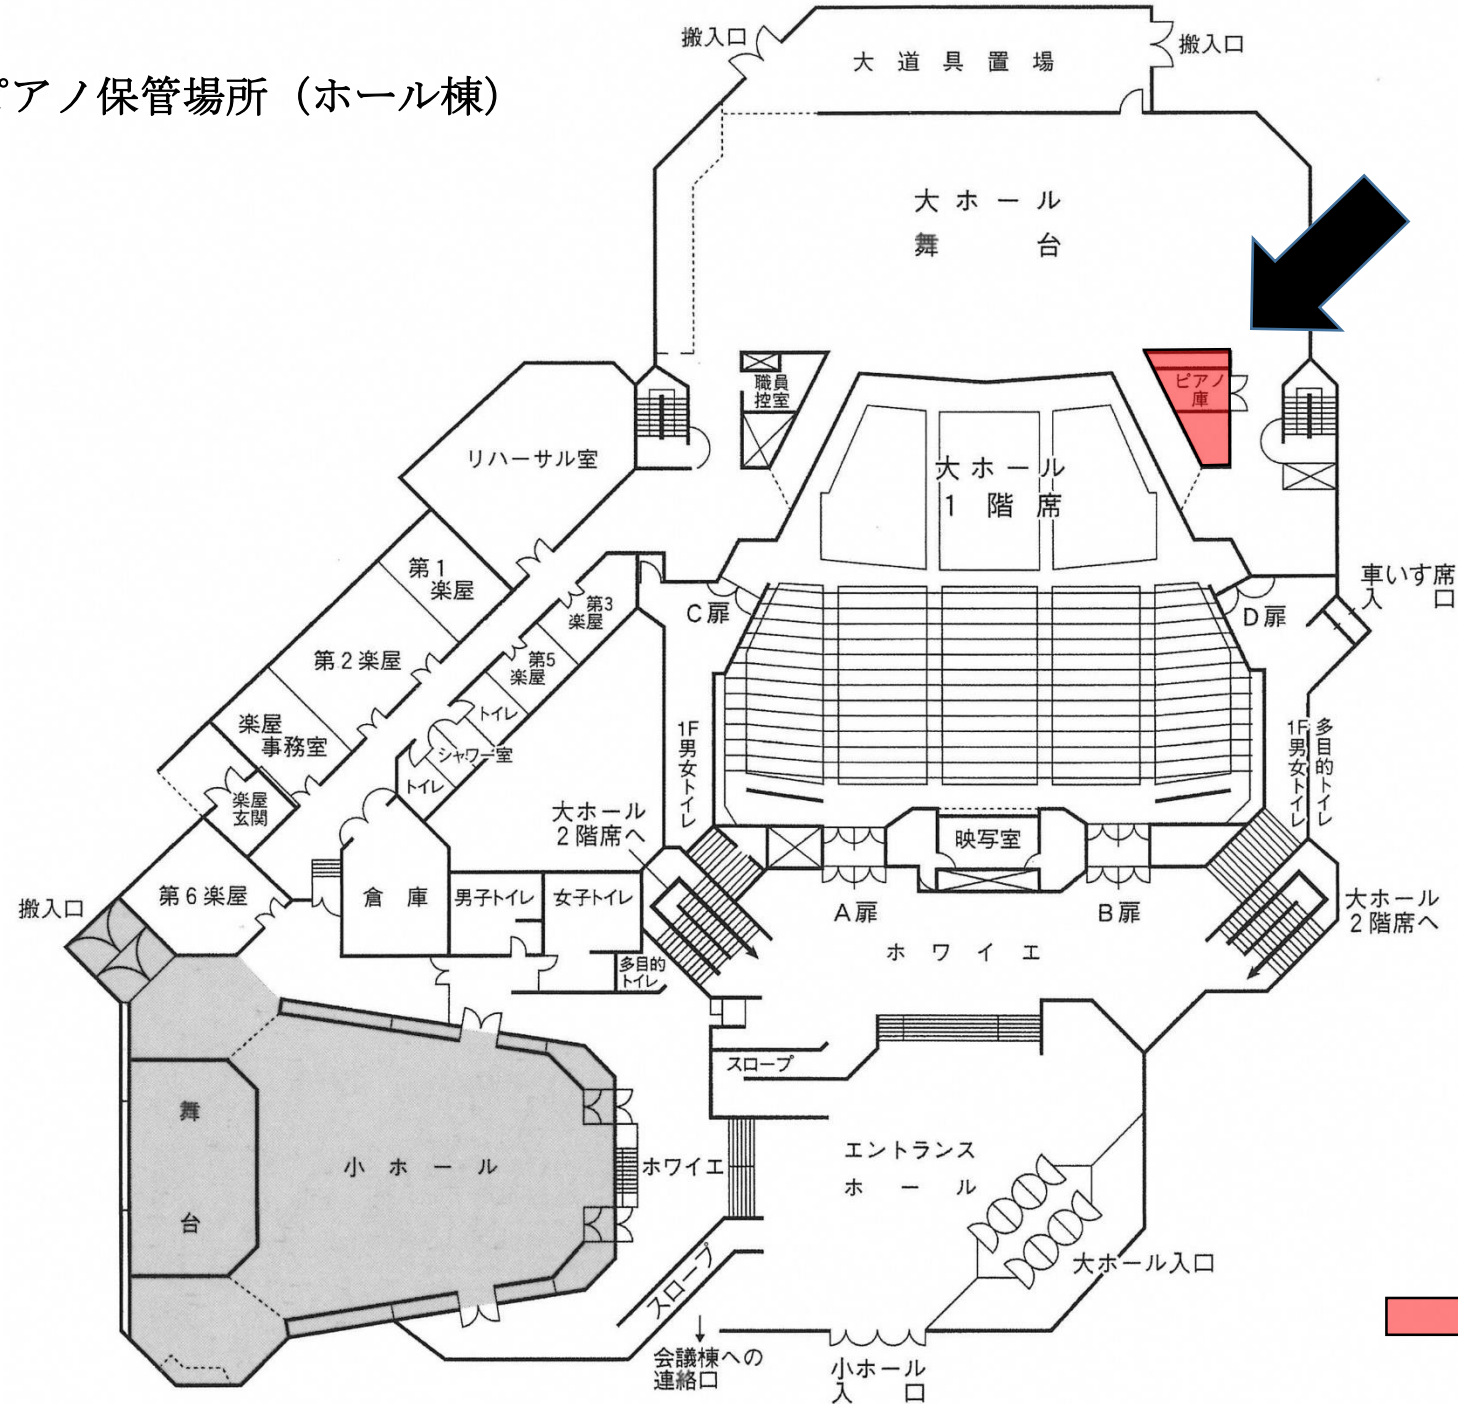 ピアノ保管場所（ホール棟）
搬入口
大道具置場
搬入口
大ホール
舞台
職員
控室
ピアノ
庫
リハーサル室
大ホール
1階席
第1
楽屋
第2楽屋
楽屋
事務室
楽屋
玄関
第3
楽屋
第5
楽屋
トイレ
シャワー室
トイレ
C扉
D扉
車いす席
入口
1F男女トイレ
1F男女トイレ
多目的トイレ
大ホール
2階席へ
映写室
A扉
B扉
大ホール
2階席へ
ホワイエ
搬入口
第6楽屋
倉庫
男子トイレ
女子トイレ
多目的
トイレ
スロープ
舞台
小ホール
ホワイエ
エントランス
ホール
スロープ
大ホール入口
会議棟への
連絡口
小ホール
入口